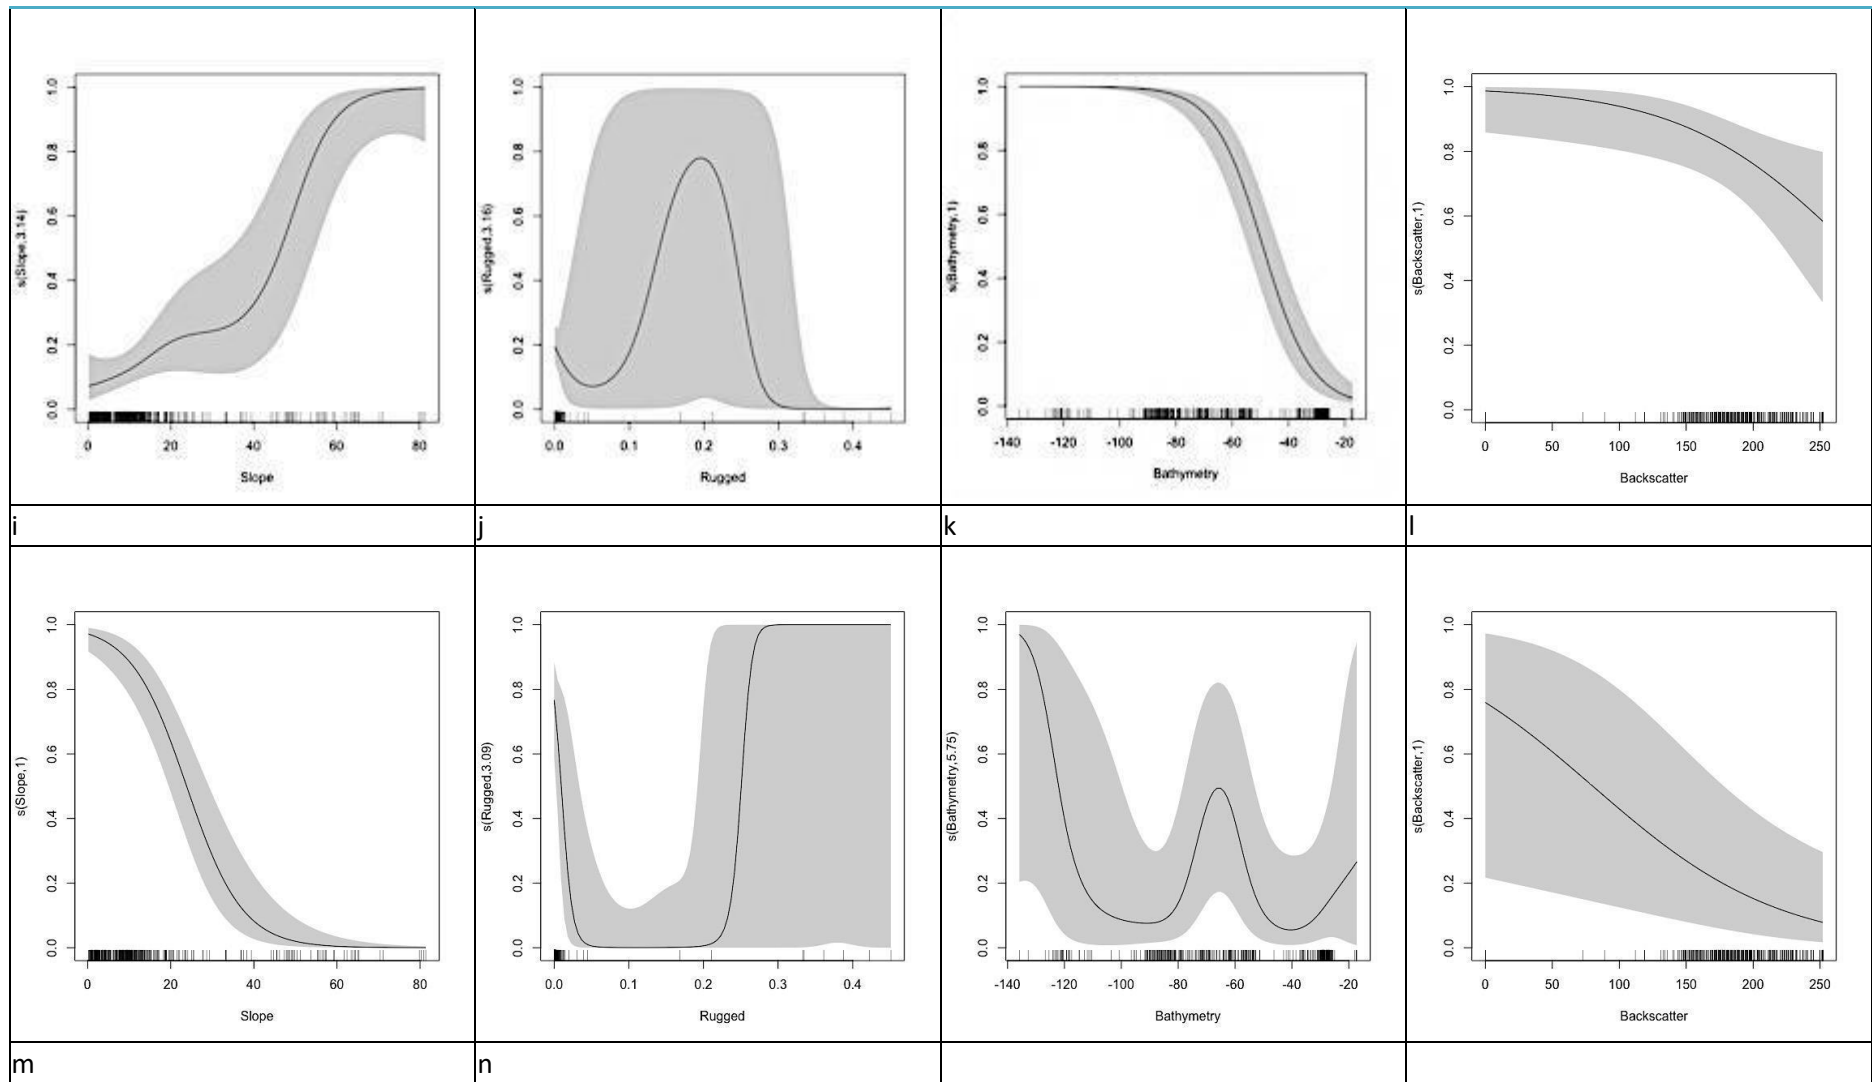 s(Slope,3.14)
0.0 0.2 0.4 0.6 0.8 1.0
0 20 40 60 80
Slope
s(Rugged,3.16)
0.0 0.2 0.4 0.6 0.8 1.0
0.0 0.1 0.2 0.3 0.4
Rugged
s(Bathymetry,1)
0.0 0.2 0.4 0.6 0.8 1.0
-140 -120 -100 -80 -60 -40 -20
Bathymetry
s(Backscatter,1)
0.0 0.2 0.4 0.6 0.8 1.0
0 50 100 150 200 250
Backscatter
i
j
k
l
s(Slope,1)
0.0 0.2 0.4 0.6 0.8 1.0
0 20 40 60 80
Slope
s(Rugged,3.09)
0.0 0.2 0.4 0.6 0.8 1.0
0.0 0.1 0.2 0.3 0.4
Rugged
s(Bathymetry,5.75)
0.0 0.2 0.4 0.6 0.8 1.0
-140 -120 -100 -80 -60 -40 -20
Bathymetry
s(Backscatter,1)
0.0 0.2 0.4 0.6 0.8 1.0
0 50 100 150 200 250
Backscatter
m
n